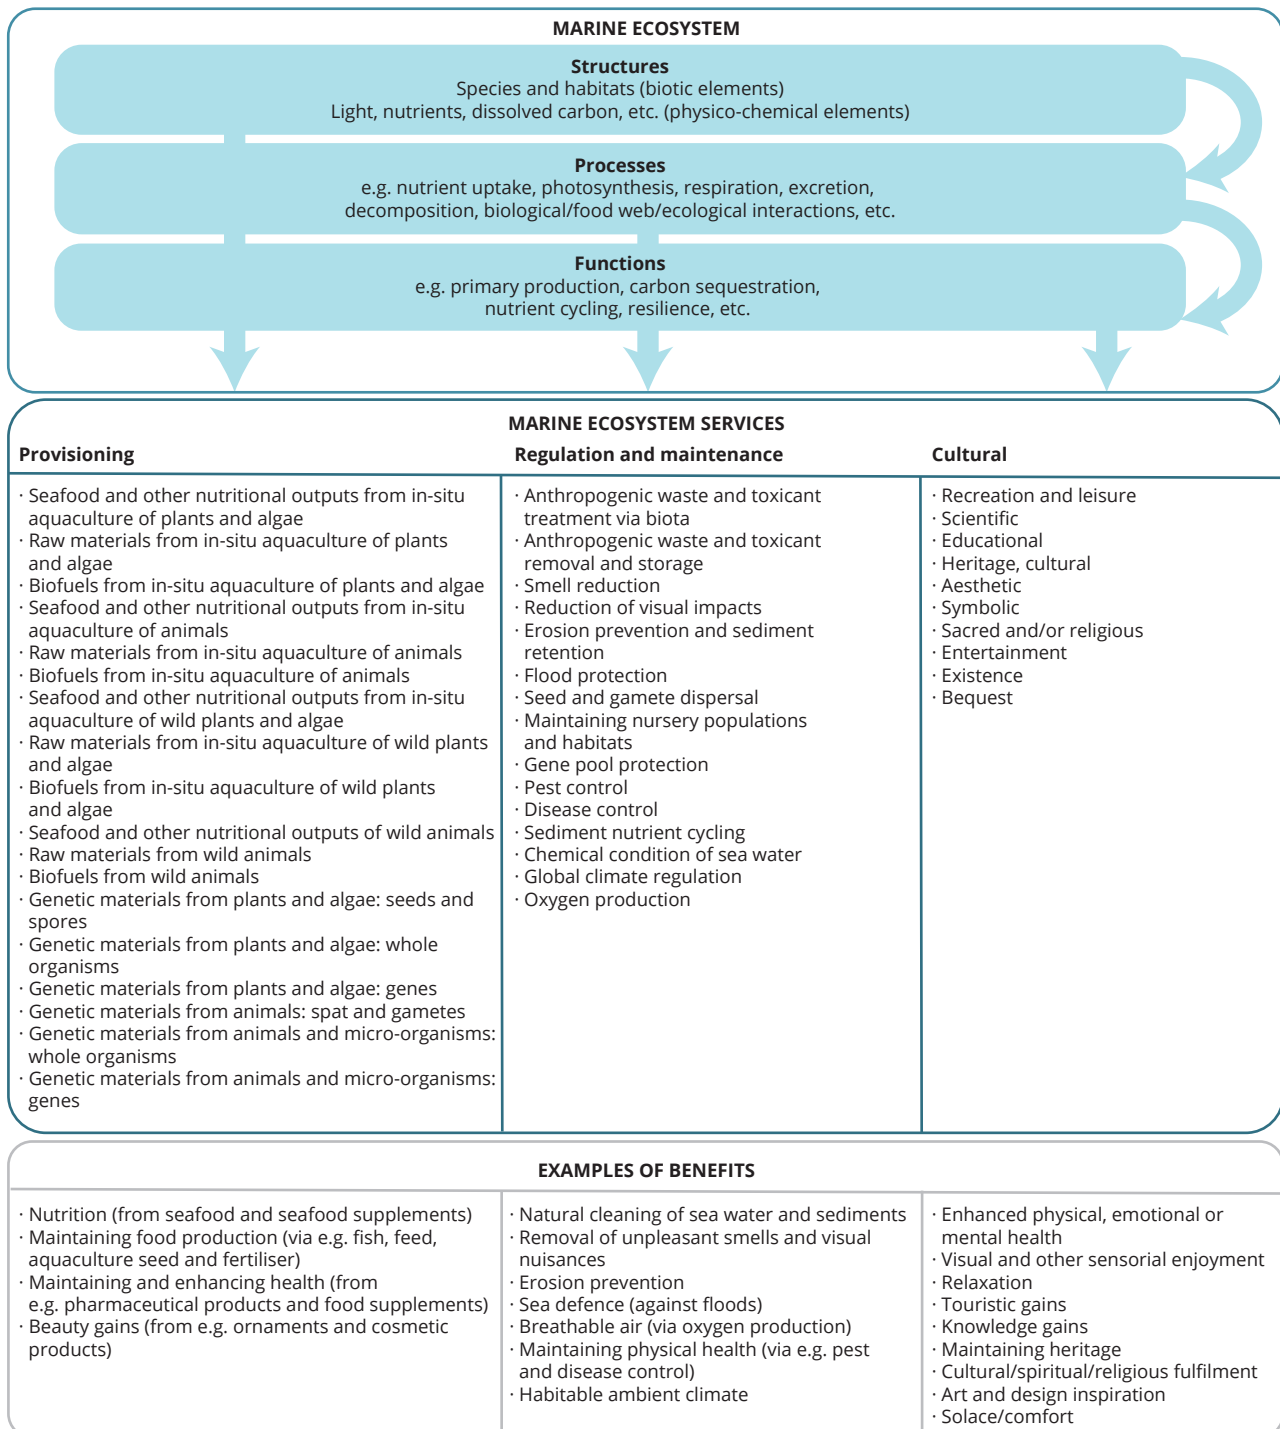 MARINE ECOSYSTEM
Structures
Species and habitats (biotic elements)
Light, nutrients, dissolved carbon, etc. (physico-chemical elements)
Processes
e.g. nutrient uptake, photosynthesis, respiration, excretion,
decomposition, biological/food web/ecological interactions, etc.
Functions
e.g. primary production, carbon sequestration,
nutrient cycling, resilience, etc.
MARINE ECOSYSTEM SERVICES
Provisioning
· Seafood and other nutritional outputs from in-situ
aquaculture of plants and algae
· Raw materials from in-situ aquaculture of plants
and algae
· Biofuels from in-situ aquaculture of plants and algae
· Seafood and other nutritional outputs from in-situ
aquaculture of animals
· Raw materials from in-situ aquaculture of animals
· Biofuels from in-situ aquaculture of animals
· Seafood and other nutritional outputs from in-situ
aquaculture of wild plants and algae
· Raw materials from in-situ aquaculture of wild plants
and algae
· Biofuels from in-situ aquaculture of wild plants
and algae
· Seafood and other nutritional outputs of wild animals
· Raw materials from wild animals
· Biofuels from wild animals
· Genetic materials from plants and algae: seeds and
spores
· Genetic materials from plants and algae: whole
organisms
· Genetic materials from plants and algae: genes
· Genetic materials from animals: spat and gametes
· Genetic materials from animals and micro-organisms:
whole organisms
· Genetic materials from animals and micro-organisms:
genes
Regulation and maintenance
· Anthropogenic waste and toxicant
treatment via biota
· Anthropogenic waste and toxicant
removal and storage
· Smell reduction
· Reduction of visual impacts
· Erosion prevention and sediment
retention
· Flood protection
· Seed and gamete dispersal
· Maintaining nursery populations
and habitats
· Gene pool protection
· Pest control
· Disease control
· Sediment nutrient cycling
· Chemical condition of sea water
· Global climate regulation
· Oxygen production
Cultural
· Recreation and leisure
· Scientific
· Educational
· Heritage, cultural
· Aesthetic
· Symbolic
· Sacred and/or religious
· Entertainment
· Existence
· Bequest
EXAMPLES OF BENEFITS
· Nutrition (from seafood and seafood supplements)
· Maintaining food production (via e.g. fish, feed,
aquaculture seed and fertiliser)
· Maintaining and enhancing health (from
e.g. pharmaceutical products and food supplements)
· Beauty gains (from e.g. ornaments and cosmetic
products)
· Natural cleaning of sea water and sediments
· Removal of unpleasant smells and visual
nuisances
· Erosion prevention
· Sea defence (against floods)
· Breathable air (via oxygen production)
· Maintaining physical health (via e.g. pest
and disease control)
· Habitable ambient climate
· Enhanced physical, emotional or
mental health
· Visual and other sensorial enjoyment
· Relaxation
· Touristic gains
· Knowledge gains
· Maintaining heritage
· Cultural/spiritual/religious fulfilment
· Art and design inspiration
· Solace/comfort